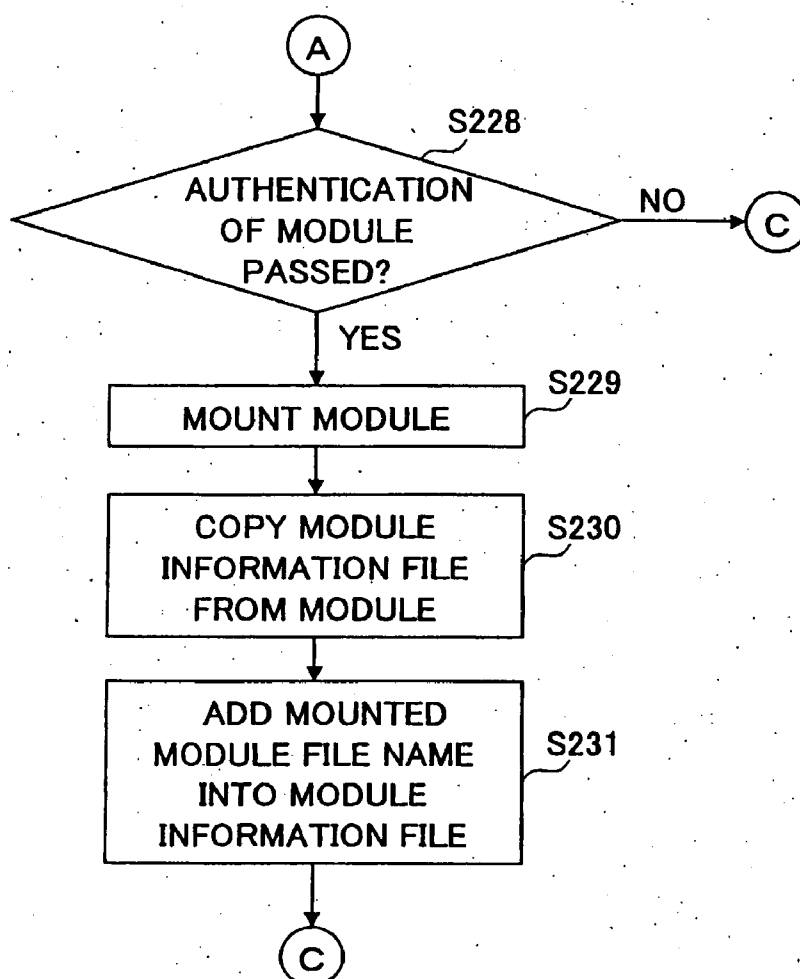 A
S228
AUTHENTICATION
OF MODULE
PASSED?
NO
C
YES
S229
MOUNT MODULE
S230
COPY MODULE
INFORMATION FILE
FROM MODULE
S231
ADD MOUNTED
MODULE FILE NAME
INTO MODULE
INFORMATION FILE
C